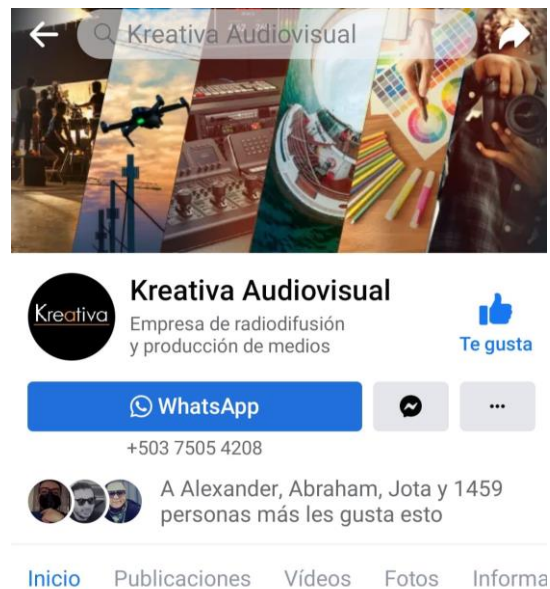 Kreativa Audiovisual
Kreativa
Kreativa Audiovisual
Empresa de radiodifusión
y producción de medios
Te gusta
WhatsApp
+503 7505 4208
A Alexander, Abraham, Jota y 1459
personas más les gusta esto
Inicio Publicaciones Vídeos Fotos Informa